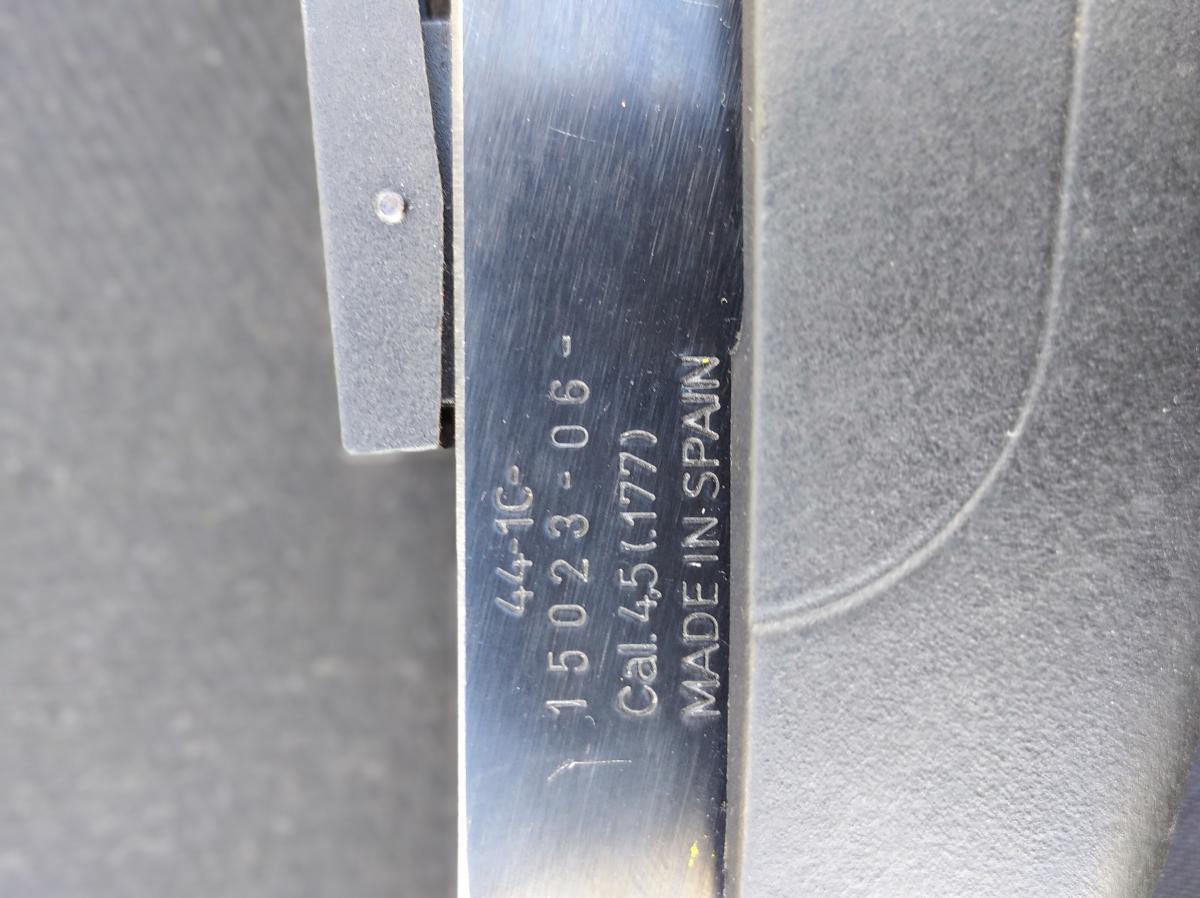 44-1C-
15023-06-
Cal. 4,5 (.177)
MADE IN SPAIN